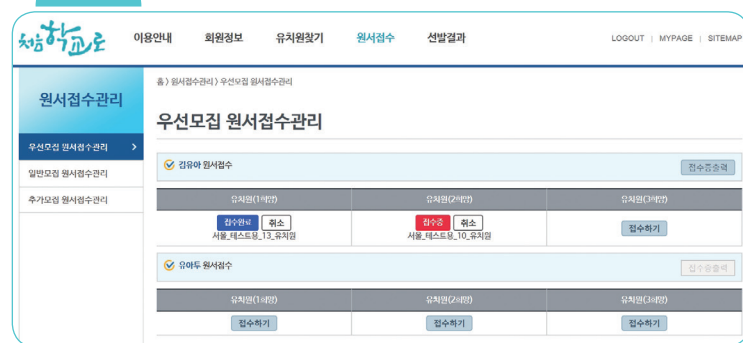 처음학교로
이용안내 회원정보 유치원찾기 원서접수 선발결과
LOGOUT | MYPAGE | SITEMAP
원서접수관리
우선모집 원서접수관리 >
일반모집 원서접수관리
추가모집 원서접수관리
홈 > 원서접수관리 > 우선모집 원서접수관리
우선모집 원서접수관리
김유아 원서접수 접수증출력
유치원(1희망) 유치원(2희망) 유치원(3희망)
접수완료 취소 접수중 취소 접수하기
서울_테스트용_13_유치원 서울_테스트용_10_유치원
유아투 원서접수 접수증출력
유치원(1희망) 유치원(2희망) 유치원(3희망)
접수하기 접수하기 접수하기